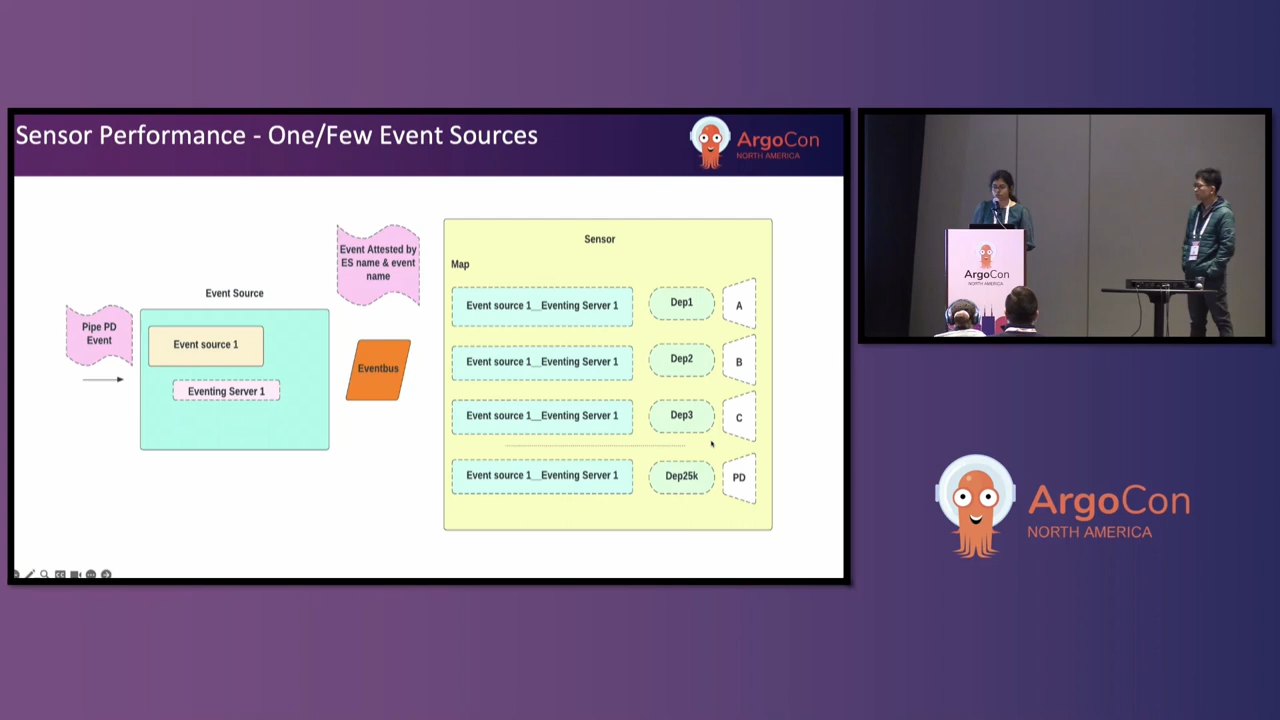 Sensor Performance - One/Few Event Sources
ArgoCon
NORTH AMERICA
Pipe PD
Event
Event Source
Event source 1
Eventing Server 1
Event Attested by
ES name & event
name
Eventbus
Sensor
Map
Event source 1__Eventing Server 1
Dep1
A
Event source 1__Eventing Server 1
Dep2
B
Event source 1__Eventing Server 1
Dep3
C
Event source 1__Eventing Server 1
Dep25k
PD
ArgoCon
NORTH AMERICA
ArgoCon
NORTH AMERICA